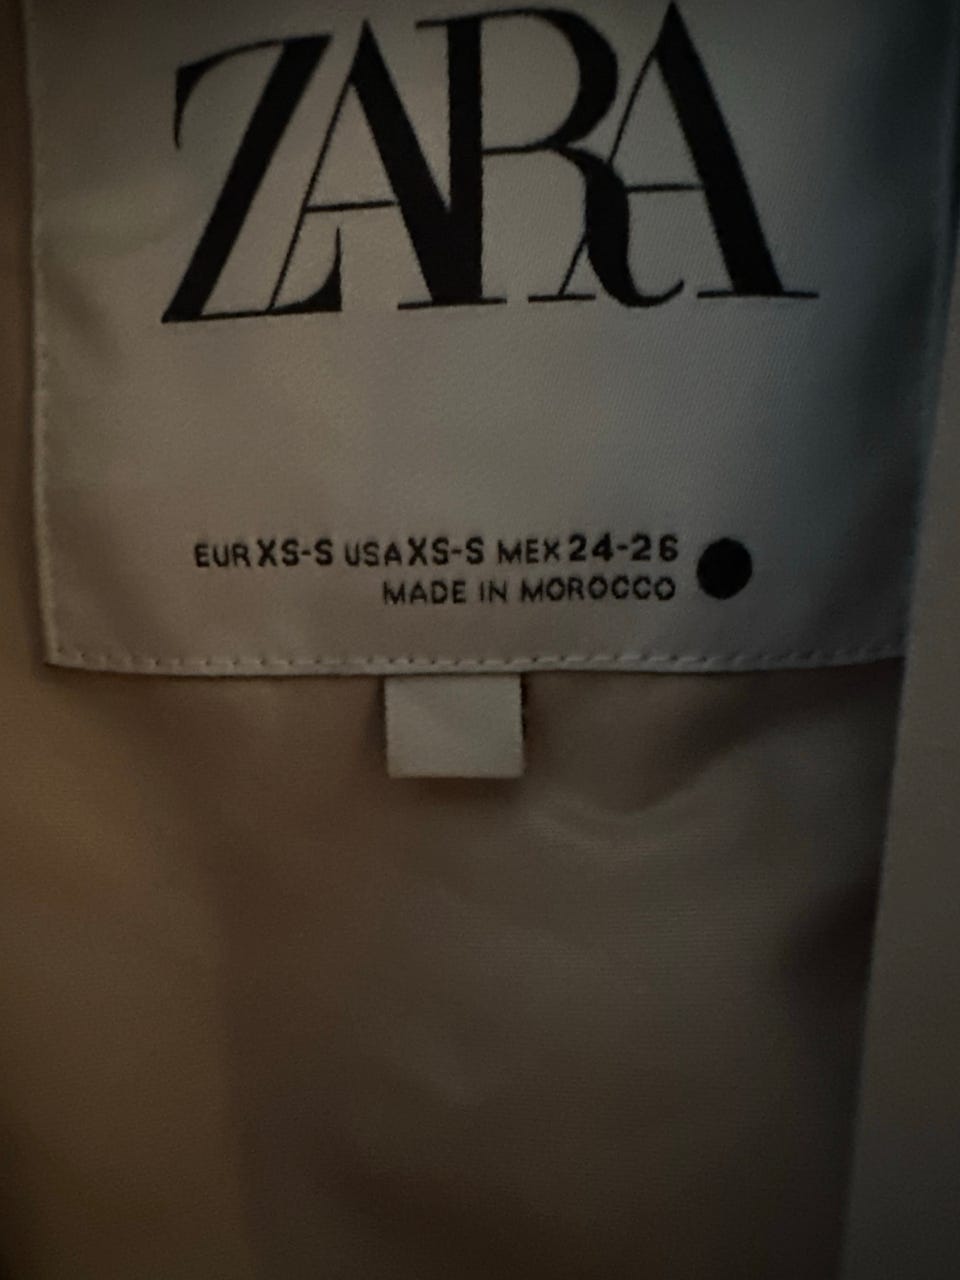 ZARA
EUR XS-S USA XS-S MEX 24-26
MADE IN MOROCCO